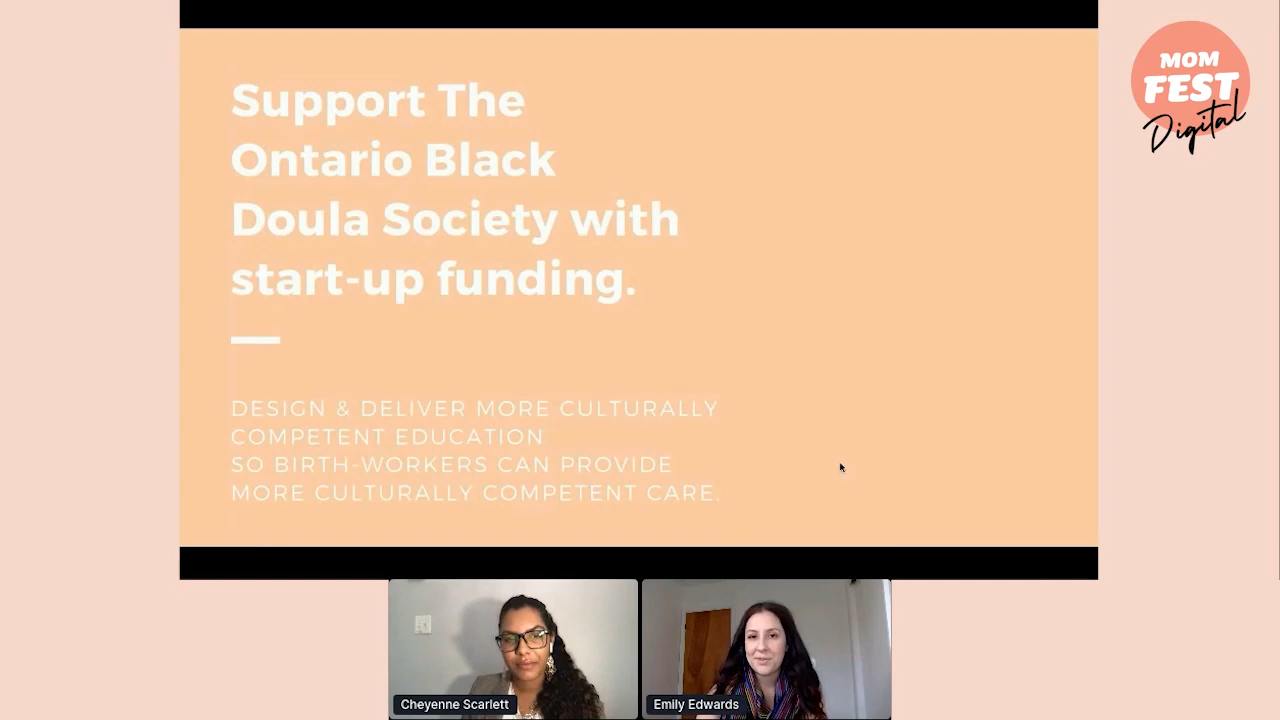 Support The
Ontario Black
Doula Society with
start-up funding.
DESIGN & DELIVER MORE CULTURALLY
COMPETENT EDUCATION
SO BIRTH-WORKERS CAN PROVIDE
MORE CULTURALLY COMPETENT CARE.
MOM
FEST
Digital
Cheyenne Scarlett
Emily Edwards